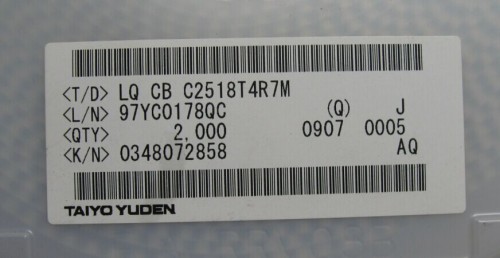 <T/D> LQ CB C2518T4R7M
<L/N> 97YC0178QC (Q) J
<QTY> 2,000 0907 0005
<K/N> 0348072858 AQ
TAIYO YUDEN